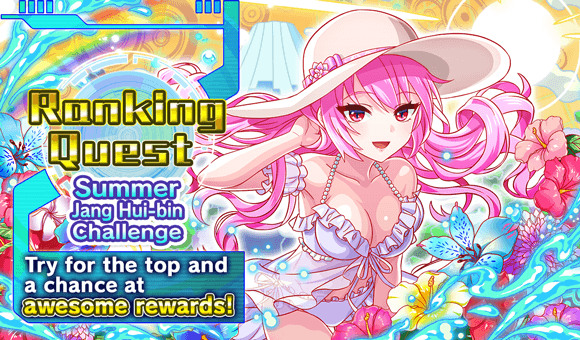 Ranking
Quest
Summer
Jang Hui-bin
Challenge
Try for the top and
a chance at
awesome rewards!